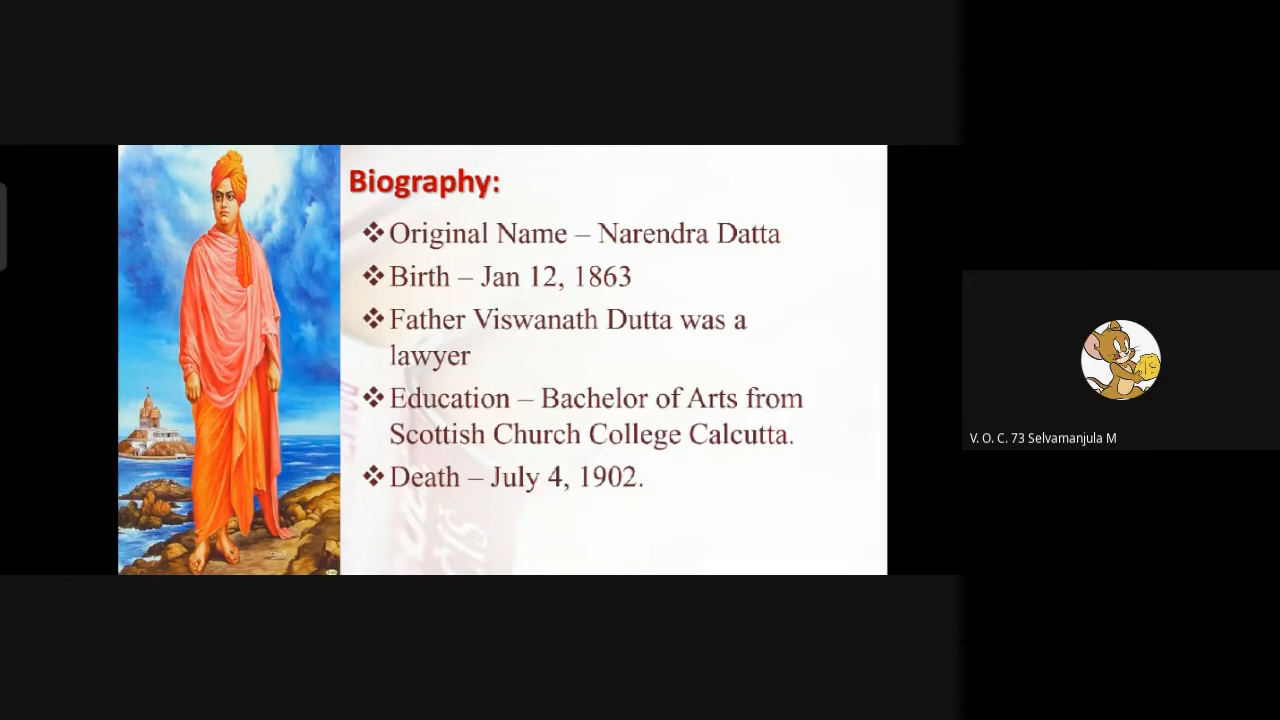 Biography:
❖Original Name – Narendra Datta
❖Birth – Jan 12, 1863
❖Father Viswanath Dutta was a
lawyer
❖Education – Bachelor of Arts from
Scottish Church College Calcutta.
❖Death – July 4, 1902.
V. O. C. 73 Selvamanjula M